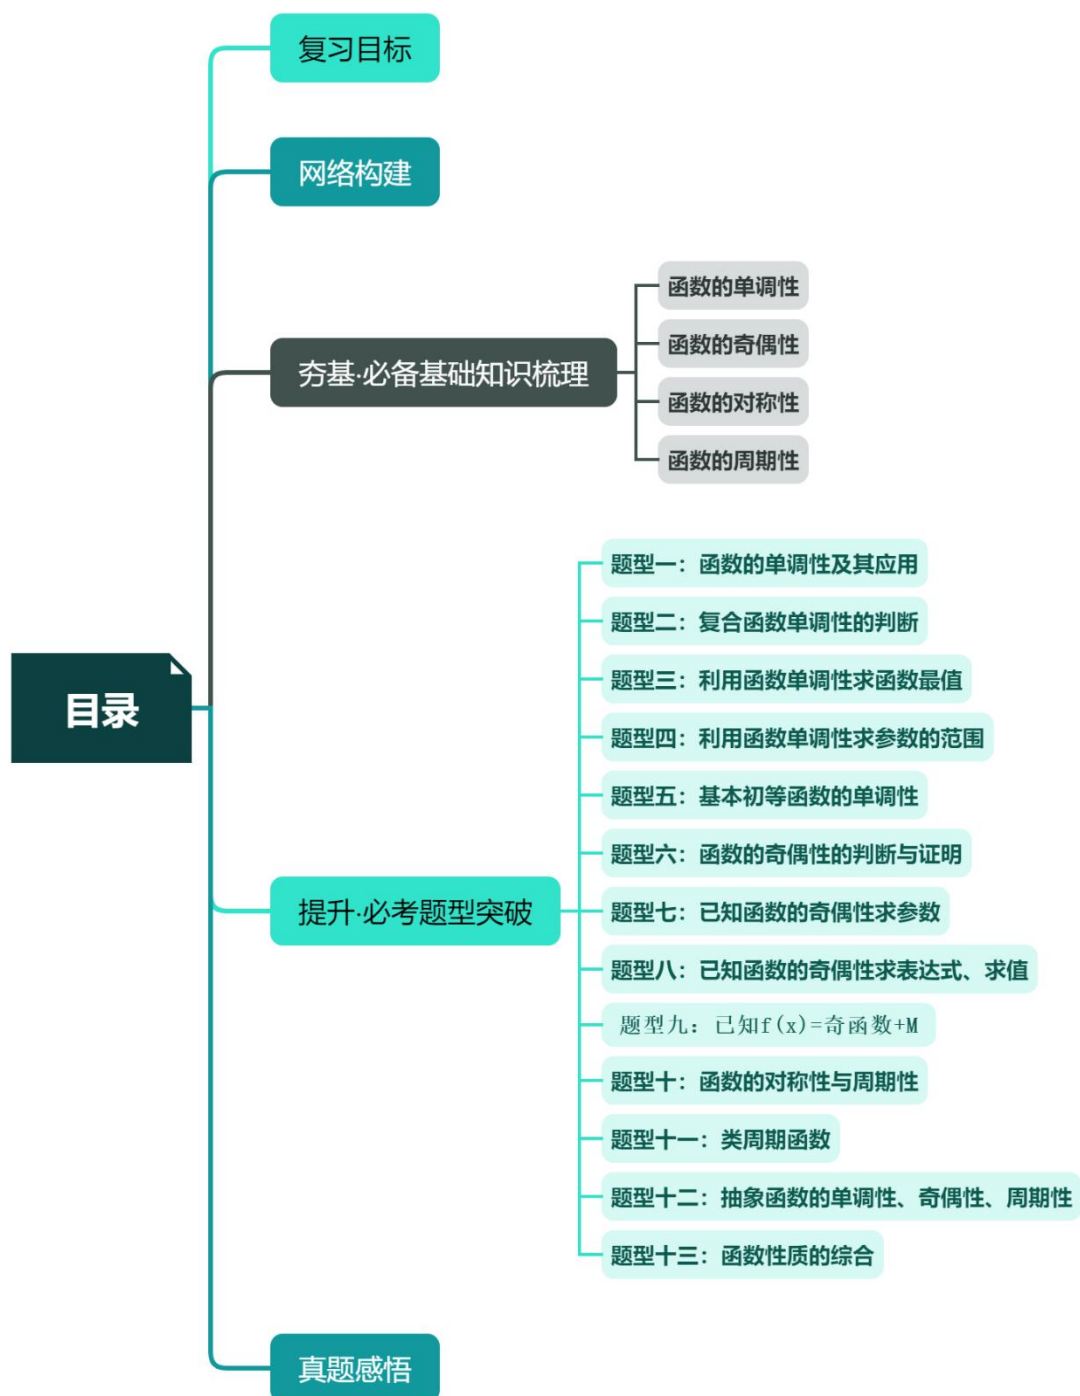 目录
复习目标
网络构建
夯基·必备基础知识梳理
函数的单调性
函数的奇偶性
函数的对称性
函数的周期性
提升·必考题型突破
题型一：函数的单调性及其应用
题型二：复合函数单调性的判断
题型三：利用函数单调性求函数最值
题型四：利用函数单调性求参数的范围
题型五：基本初等函数的单调性
题型六：函数的奇偶性的判断与证明
题型七：已知函数的奇偶性求参数
题型八：已知函数的奇偶性求表达式、求值
题型九：已知f(x)=奇函数+M
题型十：函数的对称性与周期性
题型十一：类周期函数
题型十二：抽象函数的单调性、奇偶性、周期性
题型十三：函数性质的综合
真题感悟